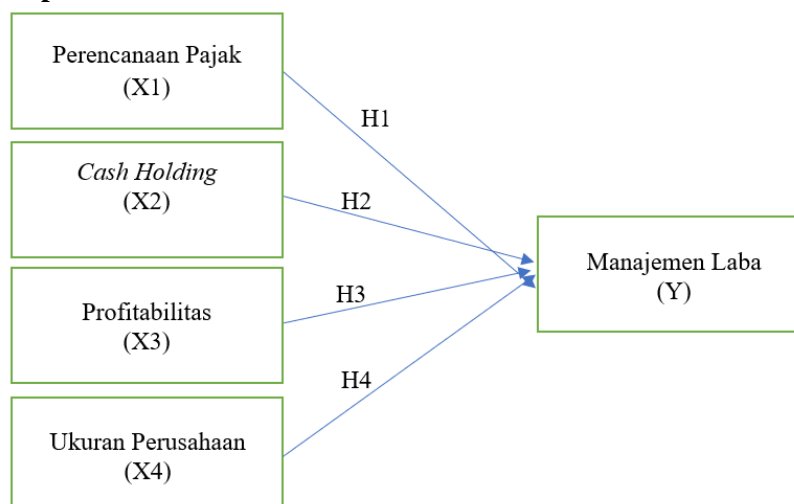 Perencanaan Pajak
(X1)
H1
Cash Holding
(X2)
H2
Manajemen Laba
(Y)
Profitabilitas
(X3)
H3
Ukuran Perusahaan
(X4)
H4